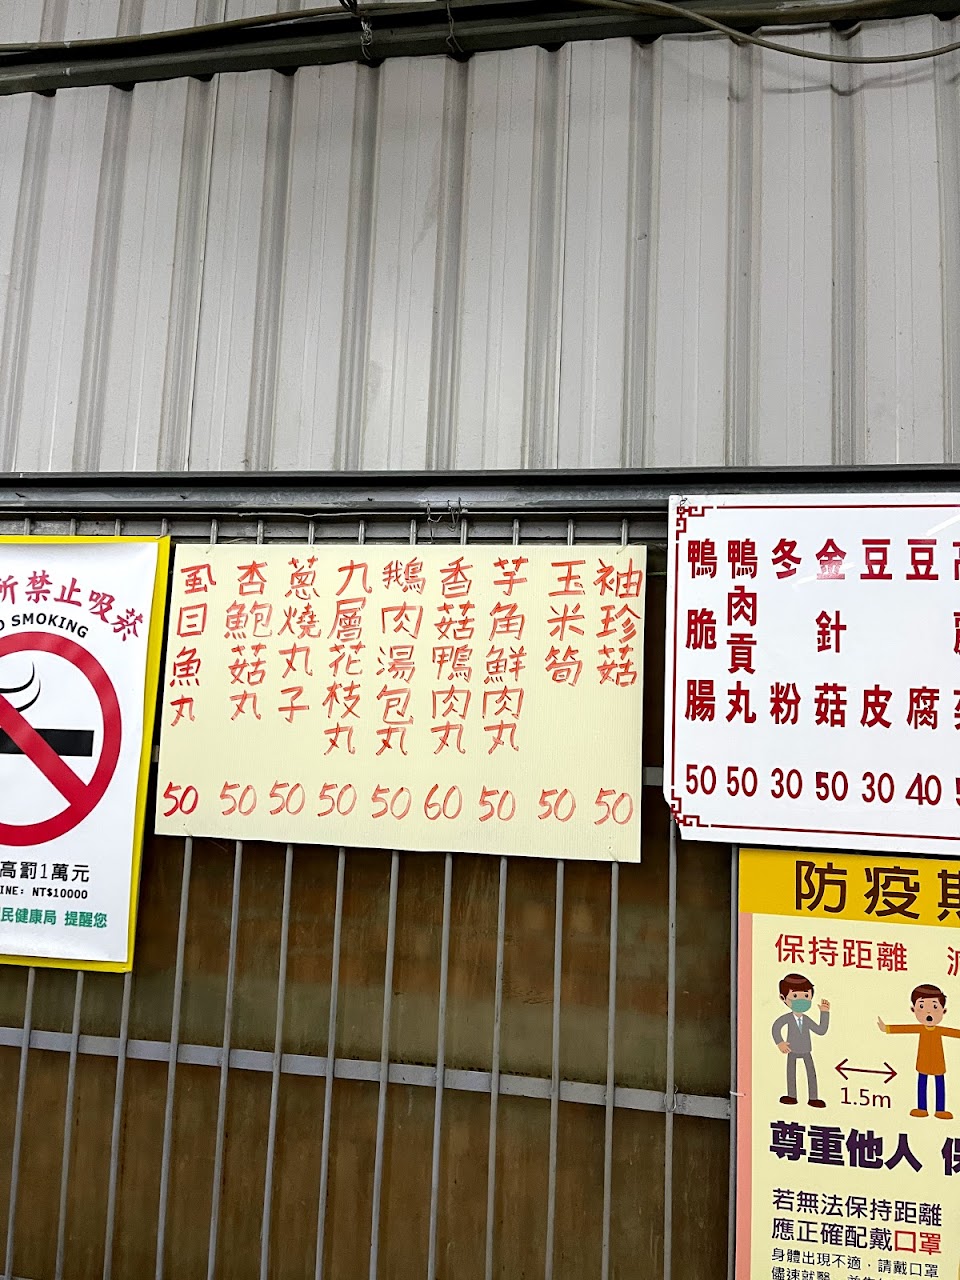 所禁止吸菸
O SMOKING
高罰1萬元
INE: NT$10000
民健康局 提醒您
虱目魚丸 50
杏鮑菇丸 50
蔥燒丸子 50
九層花枝丸 50
鵝肉湯包丸 50
香菇鴨肉丸 60
芋角鮮肉丸 50
玉米筍 50
袖珍菇 50
鴨脆腸 50
鴨肉貢丸 50
冬粉 30
金針菇 50
豆皮 30
豆腐 40
防疫期
保持距離
1.5m
尊重他人
若無法保持距離
應正確配戴口罩
身體出現不適，請戴口罩
儘速就醫